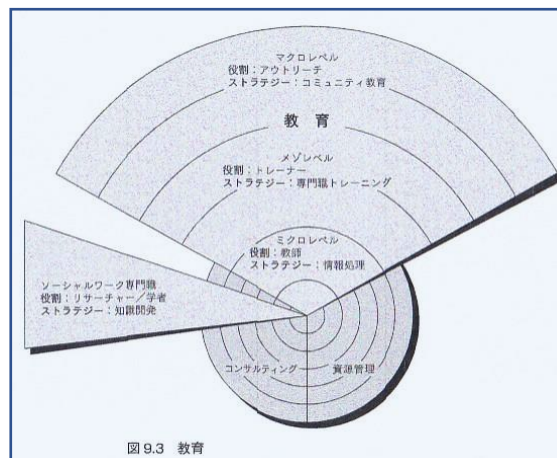 マクロレベル
役割：アウトリーチ
ストラテジー：コミュニティ教育
教育
メゾレベル
役割：トレーナー
ストラテジー：専門職トレーニング
ミクロレベル
役割：教師
ストラテジー：情報処理
ソーシャルワーク専門職
役割：リサーチャー／学者
ストラテジー：知識開発
コンサルティング
資源管理
図9.3 教育